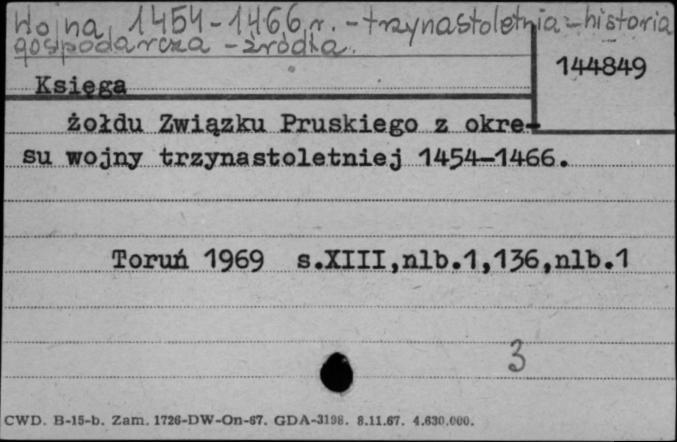 Wojna 1454-1466 r. - trzynastoletnia - historia
gospodarcza - źródła.
144849
Księga
żołdu Związku Pruskiego z okre-
su wojny trzynastoletniej 1454-1466.
Toruń 1969 s.XIII,nlb.1,136,nlb.1
3
CWD. B-15-b. Zam. 1726-DW-On-67. GDA-3198. 8.11.67. 4.630.000.